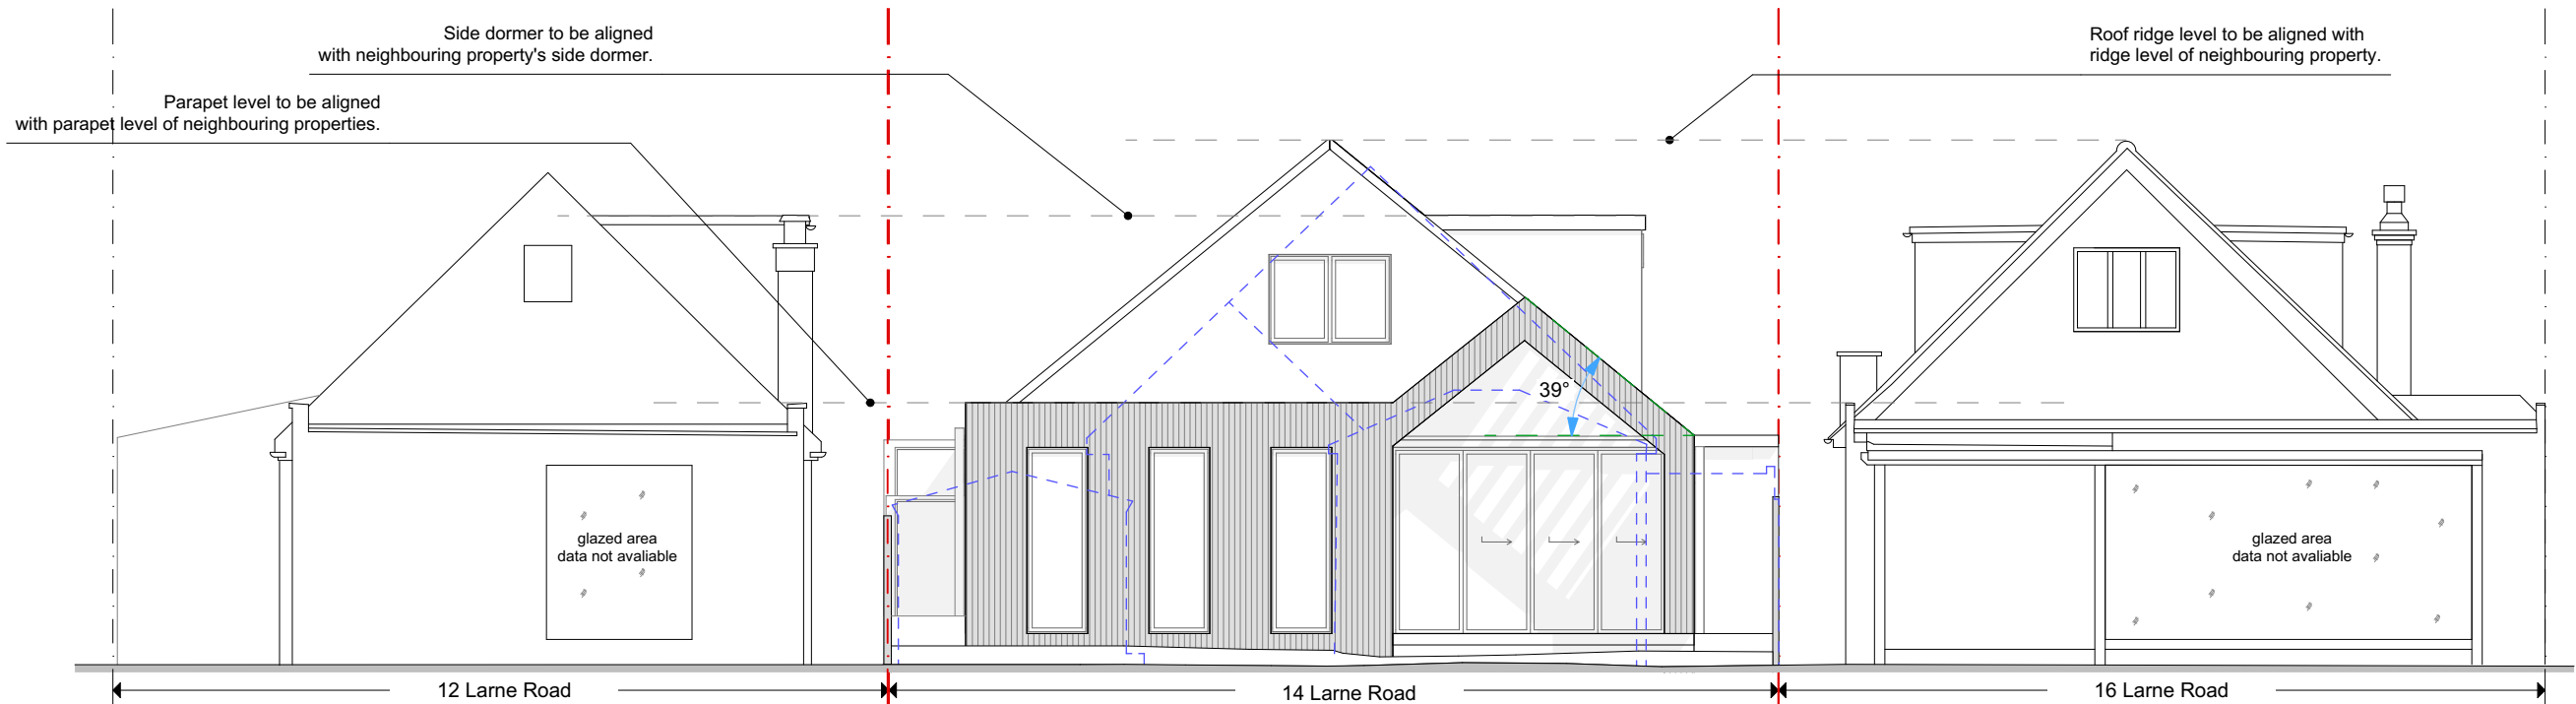 Side dormer to be aligned
with neighbouring property's side dormer.
Roof ridge level to be aligned with
ridge level of neighbouring property.
Parapet level to be aligned
with parapet level of neighbouring properties.
39°
glazed area
data not avaliable
glazed area
data not avaliable
12 Larne Road
14 Larne Road
16 Larne Road